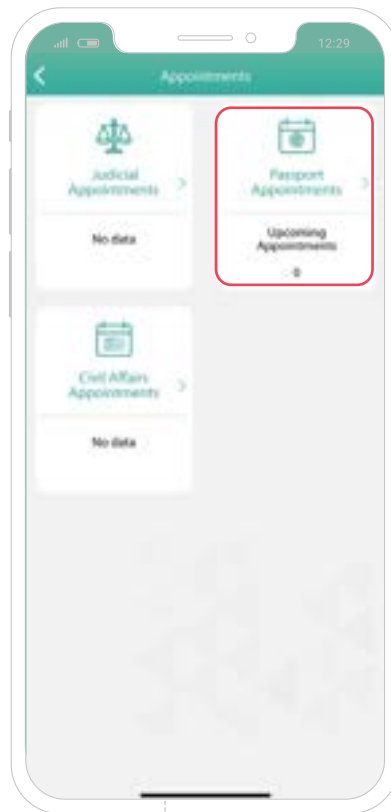 12:29
Appointments
Judicial
Appointments
No data
Passport
Appointments
Upcoming
Appointments
0
Civil Affairs
Appointments
No data